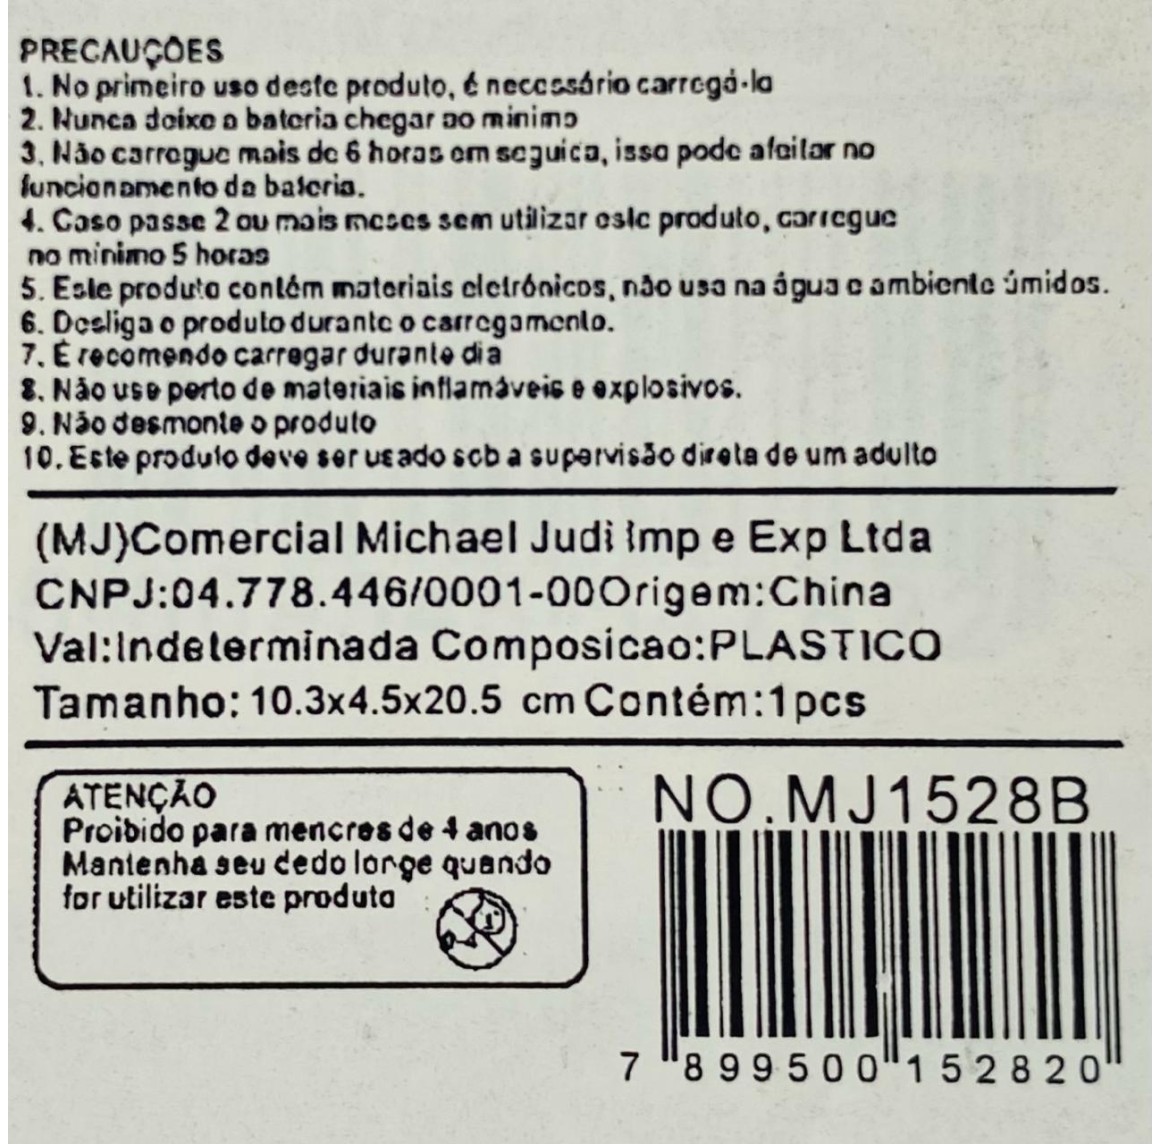 PRECAUÇÕES
1. No primeiro uso deste produto, é necessário carregá-la
2. Nunca deixe a bateria chegar ao minimo
3. Não carregue mais de 6 horas em seguica, isso pode afeitar no
funcionamento da bateria.
4. Caso passe 2 ou mais meses sem utilizar este produto, carregue
no mínimo 5 horas
5. Este produto contém materiais eletrónicos, não usa na água e ambiente úmidos.
6. Desliga o produto durante o carregamento.
7. É recomendo carregar durante dia
8. Não use perto de materiais inflamáveis e explosivos.
9. Não desmonte o produto
10. Este produto deve ser usado sob a supervisão direta de um adulto
(MJ)Comercial Michael Judi Imp e Exp Ltda
CNPJ:04.778.446/0001-00Origem:China
Val:Indeterminada Composicao:PLASTICO
Tamanho: 10.3x4.5x20.5 cm Contém:1pcs
ATENÇÃO
Proibido para menores de 4 anos
Mantenha seu dedo longe quando
for utilizar este produto
NO.MJ1528B
7 899500 152820